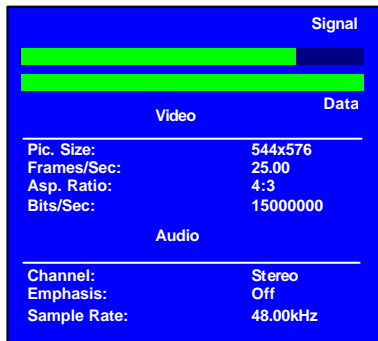 Signal
Data
Video
Pic. Size: 544x576
Frames/Sec: 25.00
Asp. Ratio: 4:3
Bits/Sec: 15000000
Audio
Channel: Stereo
Emphasis: Off
Sample Rate: 48.00kHz